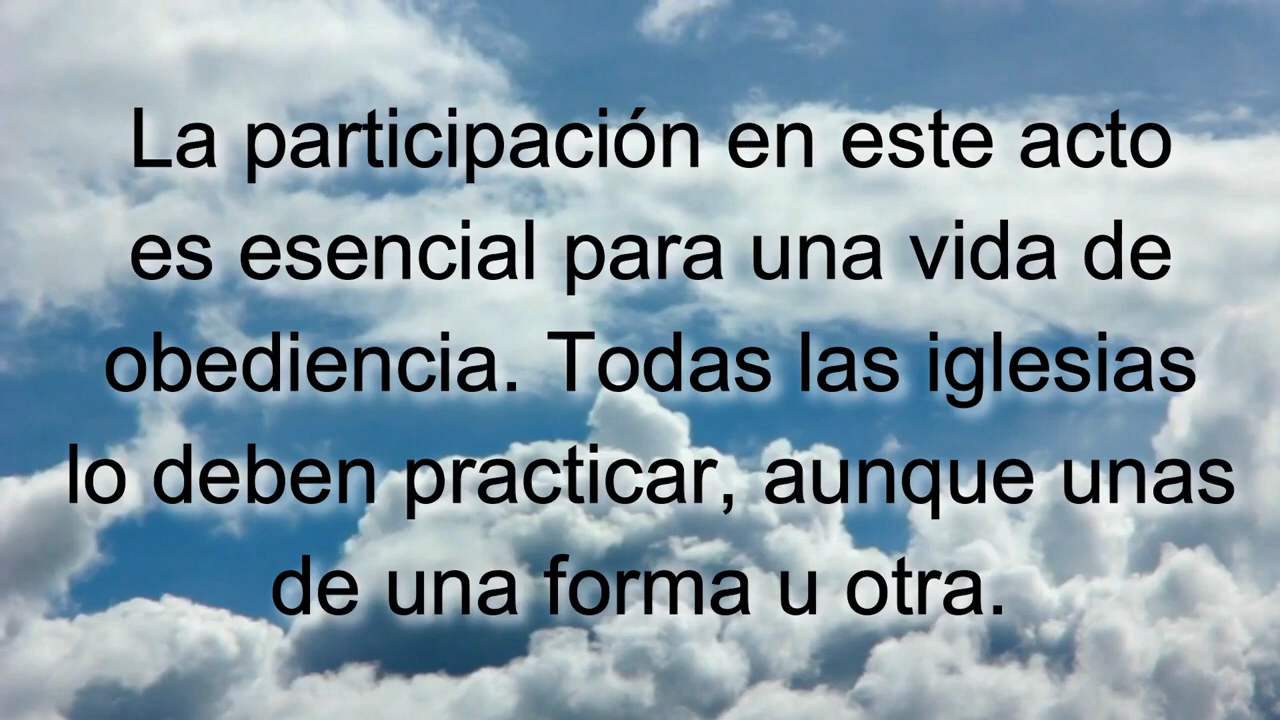 La participación en este acto
es esencial para una vida de
obediencia. Todas las iglesias
lo deben practicar, aunque unas
de una forma u otra.